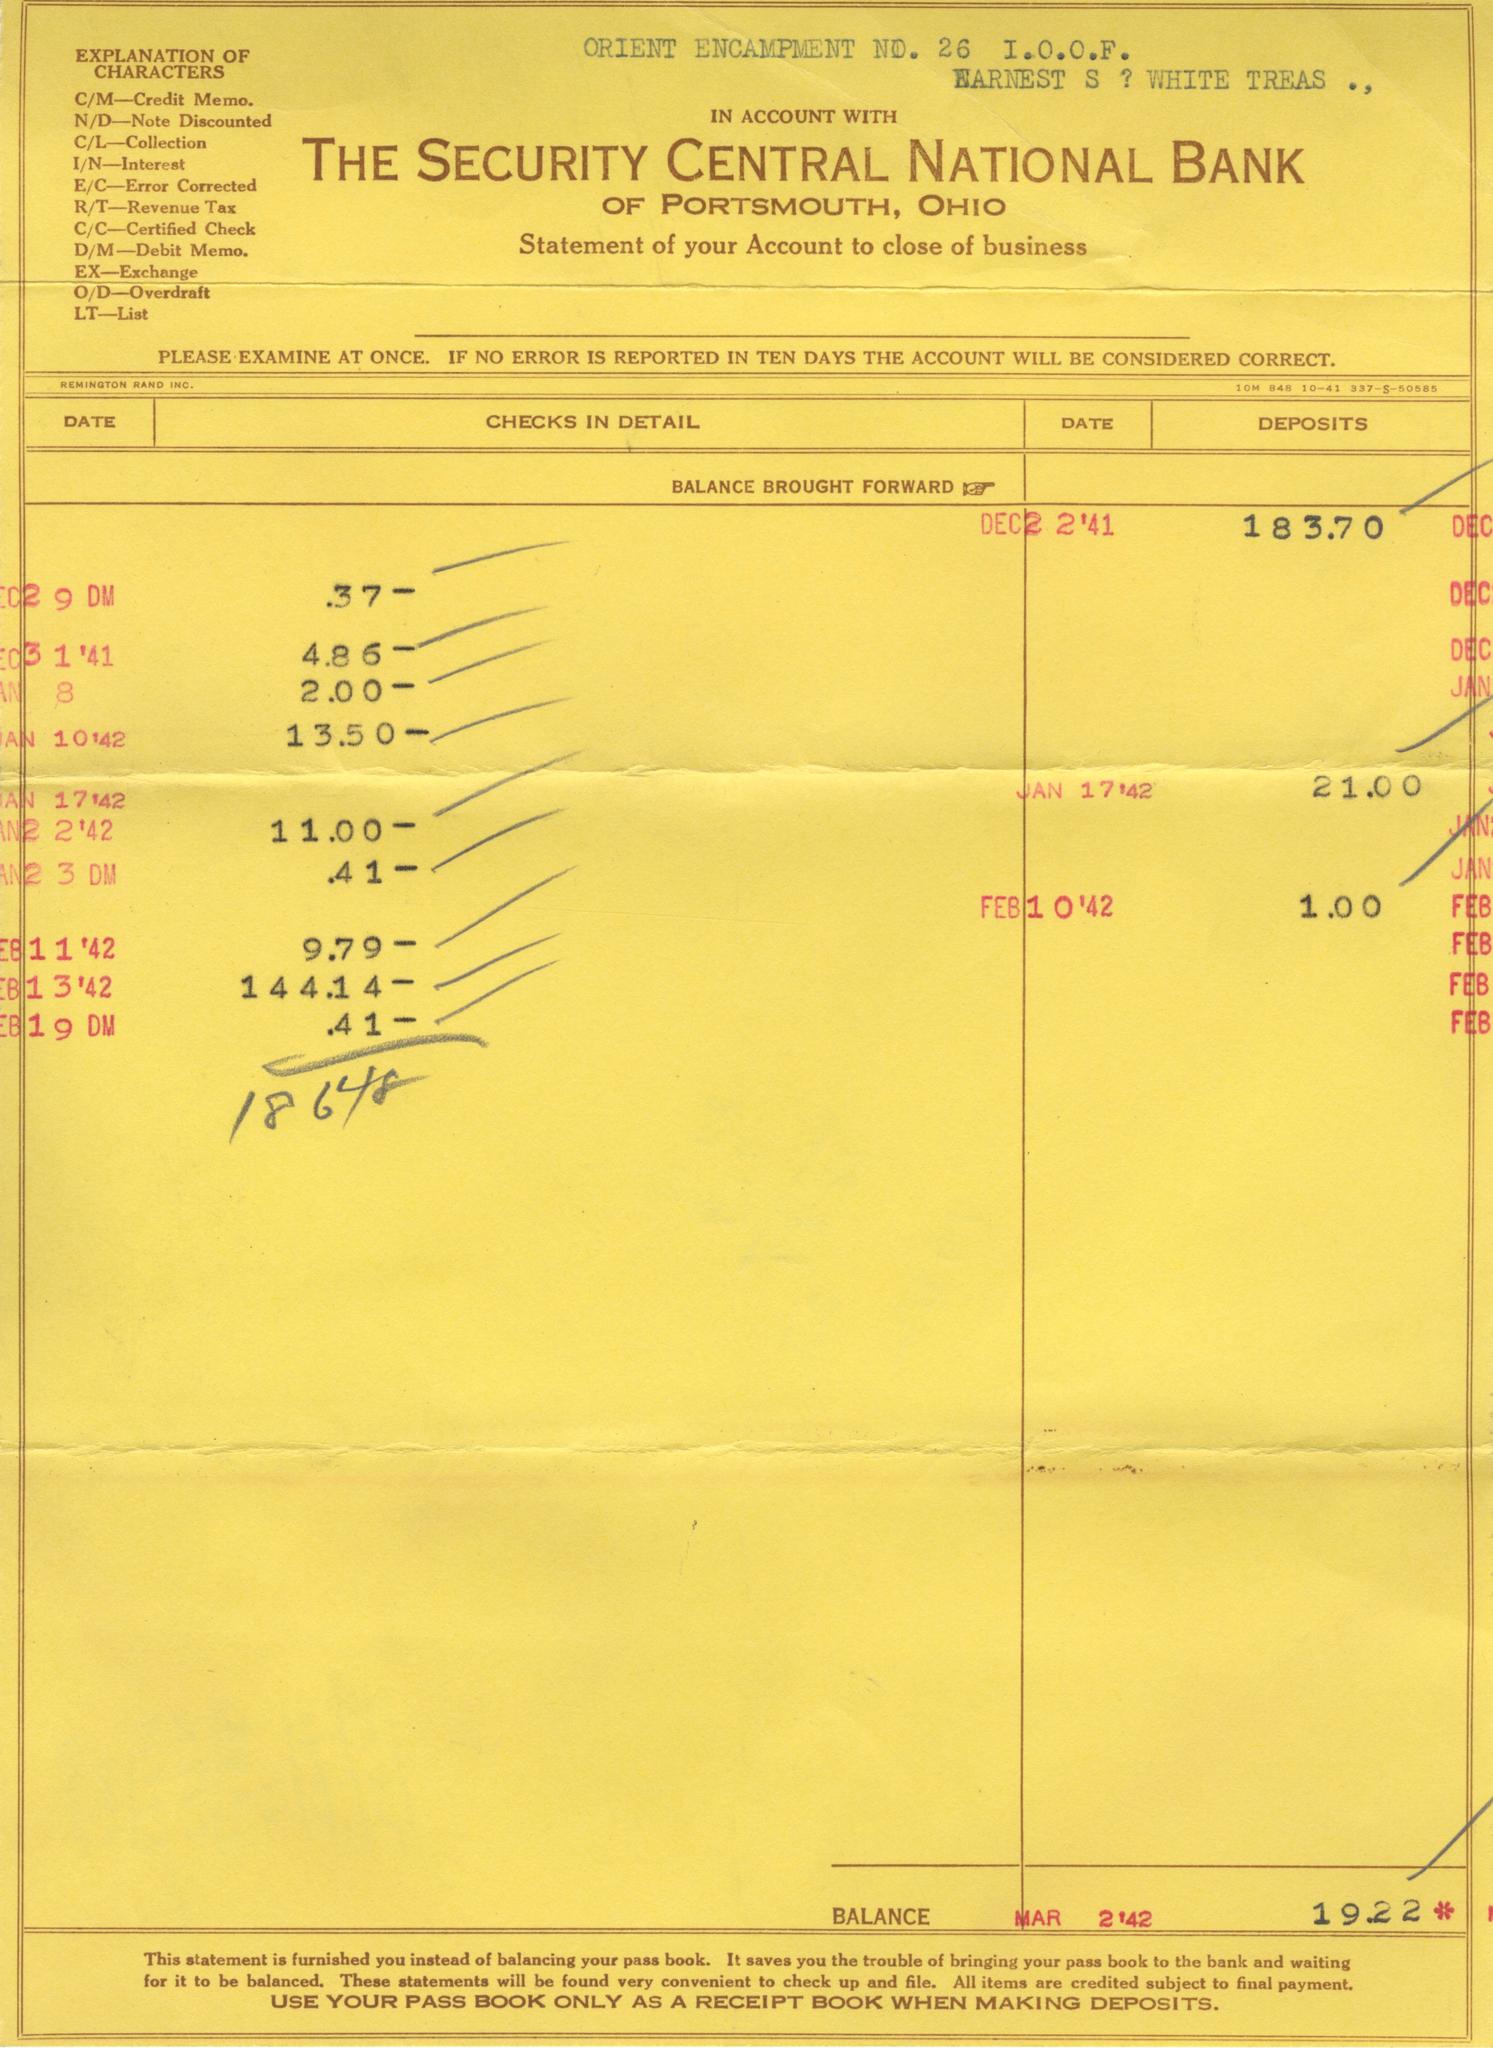 ORIENT ENCAMPMENT NO. 26 I.O.O.F.
EARNEST S ? WHITE TREAS .,
EXPLANATION OF
CHARACTERS
C/M—Credit Memo.
N/D—Note Discounted
C/L—Collection
I/N—Interest
E/C—Error Corrected
R/T—Revenue Tax
C/C—Certified Check
D/M—Debit Memo.
EX—Exchange
O/D—Overdraft
LT—List
IN ACCOUNT WITH
THE SECURITY CENTRAL NATIONAL BANK
OF PORTSMOUTH, OHIO
Statement of your Account to close of business
PLEASE EXAMINE AT ONCE. IF NO ERROR IS REPORTED IN TEN DAYS THE ACCOUNT WILL BE CONSIDERED CORRECT.
REMINGTON RAND INC. 10M 848 10-41 337-S-50585
DATE CHECKS IN DETAIL DATE DEPOSITS
BALANCE BROUGHT FORWARD
DEC 22'41 183.70 DEC
EC 29 DM .37- DEC
EC 31'41 4.86- DEC
AN 8 2.00- JAN
JAN 10'42 13.50-
JAN 17'42 JAN 17'42 21.00
AN 22'42 11.00- JAN
AN 23 DM .41- JAN
FEB 10'42 1.00 FEB
EB 11'42 9.79- FEB
EB 13'42 144.14- FEB
EB 19 DM .41- FEB
18648
BALANCE MAR 2'42 19.22*
This statement is furnished you instead of balancing your pass book. It saves you the trouble of bringing your pass book to the bank and waiting
for it to be balanced. These statements will be found very convenient to check up and file. All items are credited subject to final payment.
USE YOUR PASS BOOK ONLY AS A RECEIPT BOOK WHEN MAKING DEPOSITS.